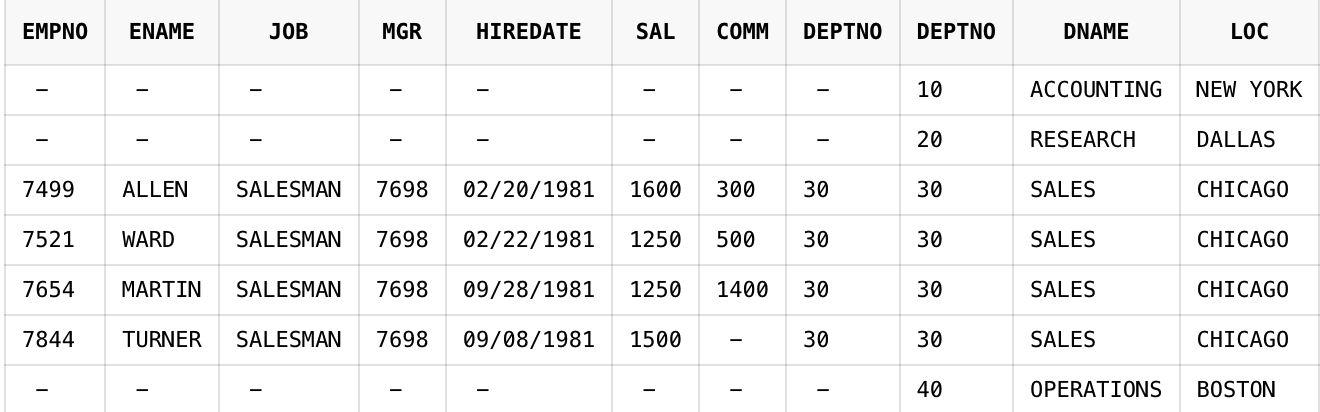 EMPNO ENAME JOB MGR HIREDATE SAL COMM DEPTNO DEPTNO DNAME LOC
– – – – – – – – 10 ACCOUNTING NEW YORK
– – – – – – – – 20 RESEARCH DALLAS
7499 ALLEN SALESMAN 7698 02/20/1981 1600 300 30 30 SALES CHICAGO
7521 WARD SALESMAN 7698 02/22/1981 1250 500 30 30 SALES CHICAGO
7654 MARTIN SALESMAN 7698 09/28/1981 1250 1400 30 30 SALES CHICAGO
7844 TURNER SALESMAN 7698 09/08/1981 1500 – 30 30 SALES CHICAGO
– – – – – – – – 40 OPERATIONS BOSTON